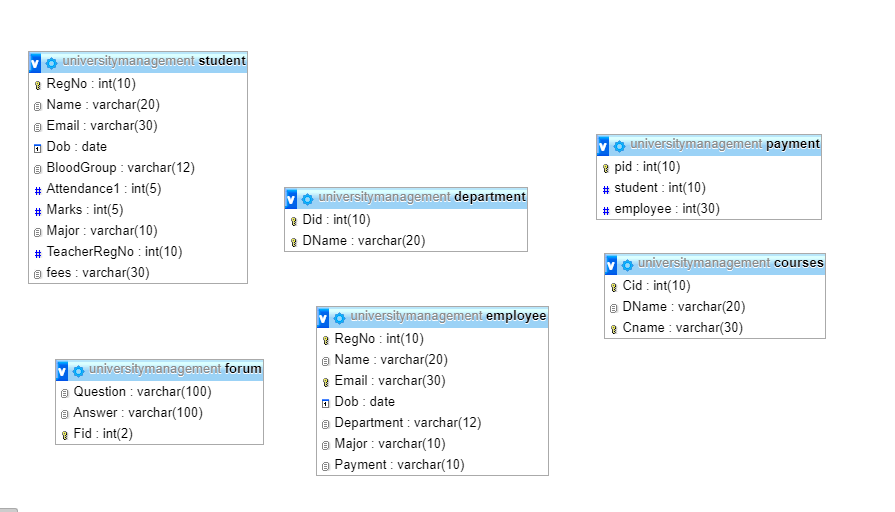 universitymanagement student
RegNo : int(10)
Name : varchar(20)
Email : varchar(30)
Dob : date
BloodGroup : varchar(12)
Attendance1 : int(5)
Marks : int(5)
Major : varchar(10)
TeacherRegNo : int(10)
fees : varchar(30)
universitymanagement department
Did : int(10)
DName : varchar(20)
universitymanagement payment
pid : int(10)
student : int(10)
employee : int(30)
universitymanagement courses
Cid : int(10)
DName : varchar(20)
Cname : varchar(30)
universitymanagement employee
RegNo : int(10)
Name : varchar(20)
Email : varchar(30)
Dob : date
Department : varchar(12)
Major : varchar(10)
Payment : varchar(10)
universitymanagement forum
Question : varchar(100)
Answer : varchar(100)
Fid : int(2)